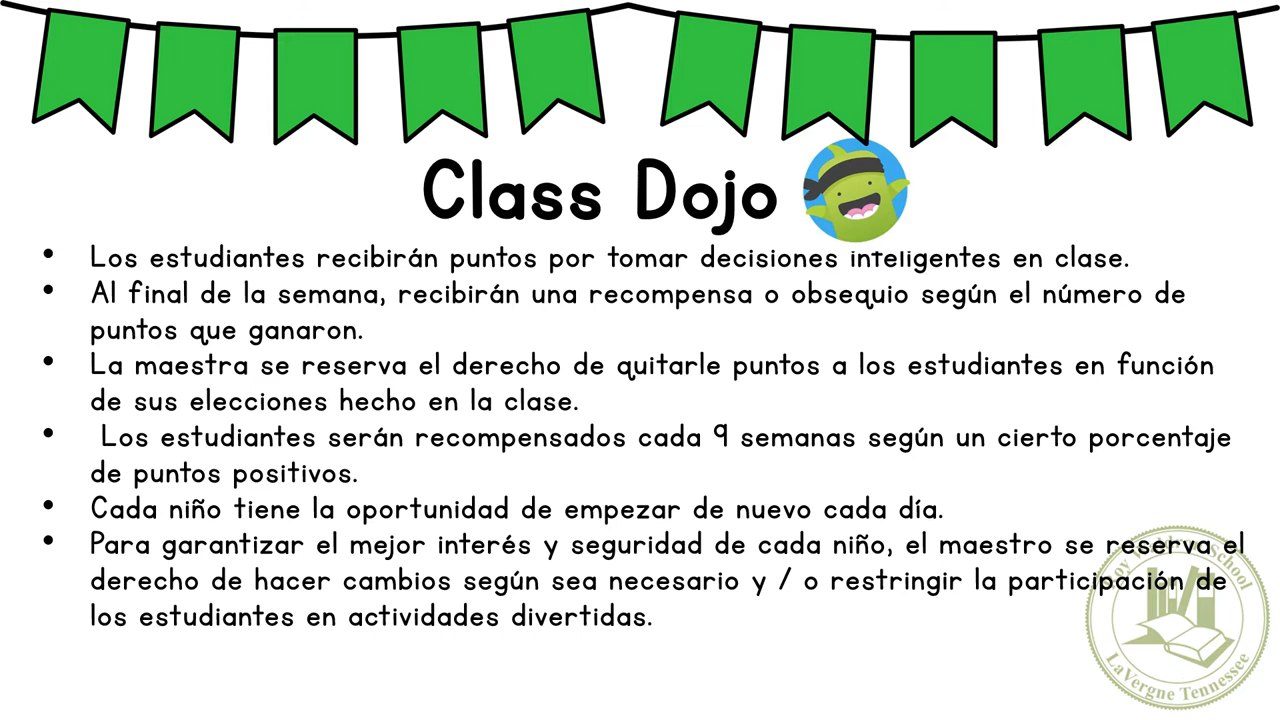 Class Dojo
• Los estudiantes recibirán puntos por tomar decisiones inteligentes en clase.
• Al final de la semana, recibirán una recompensa o obsequio según el número de
puntos que ganaron.
• La maestra se reserva el derecho de quitarle puntos a los estudiantes en función
de sus elecciones hecho en la clase.
• Los estudiantes serán recompensados cada 9 semanas según un cierto porcentaje
de puntos positivos.
• Cada niño tiene la oportunidad de empezar de nuevo cada día.
• Para garantizar el mejor interés y seguridad de cada niño, el maestro se reserva el
derecho de hacer cambios según sea necesario y / o restringir la participación de
los estudiantes en actividades divertidas.
School
LaVergne Tennessee